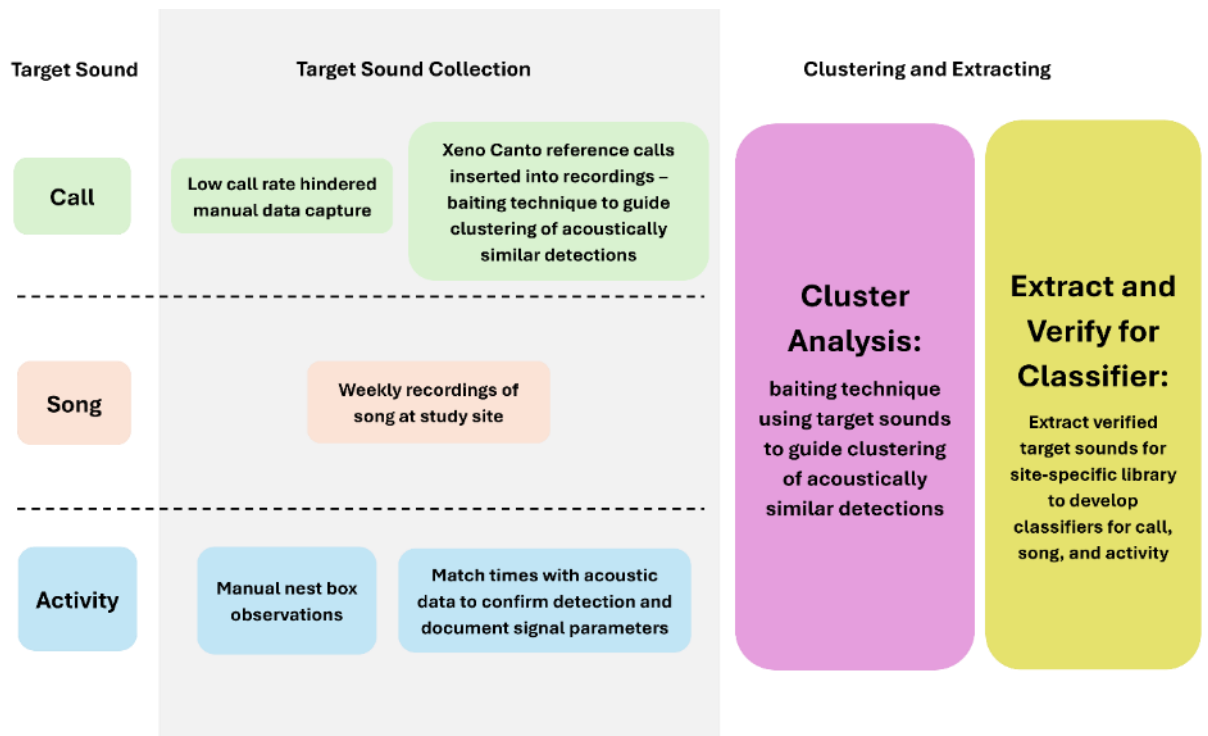 Target Sound
Target Sound Collection
Clustering and Extracting
Call
Low call rate hindered
manual data capture
Xeno Canto reference calls
inserted into recordings –
baiting technique to guide
clustering of acoustically
similar detections
Song
Weekly recordings of
song at study site
Activity
Manual nest box
observations
Match times with acoustic
data to confirm detection and
document signal parameters
Cluster
Analysis:
baiting technique
using target sounds
to guide clustering
of acoustically
similar detections
Extract and
Verify for
Classifier:
Extract verified
target sounds for
site-specific library
to develop
classifiers for call,
song, and activity